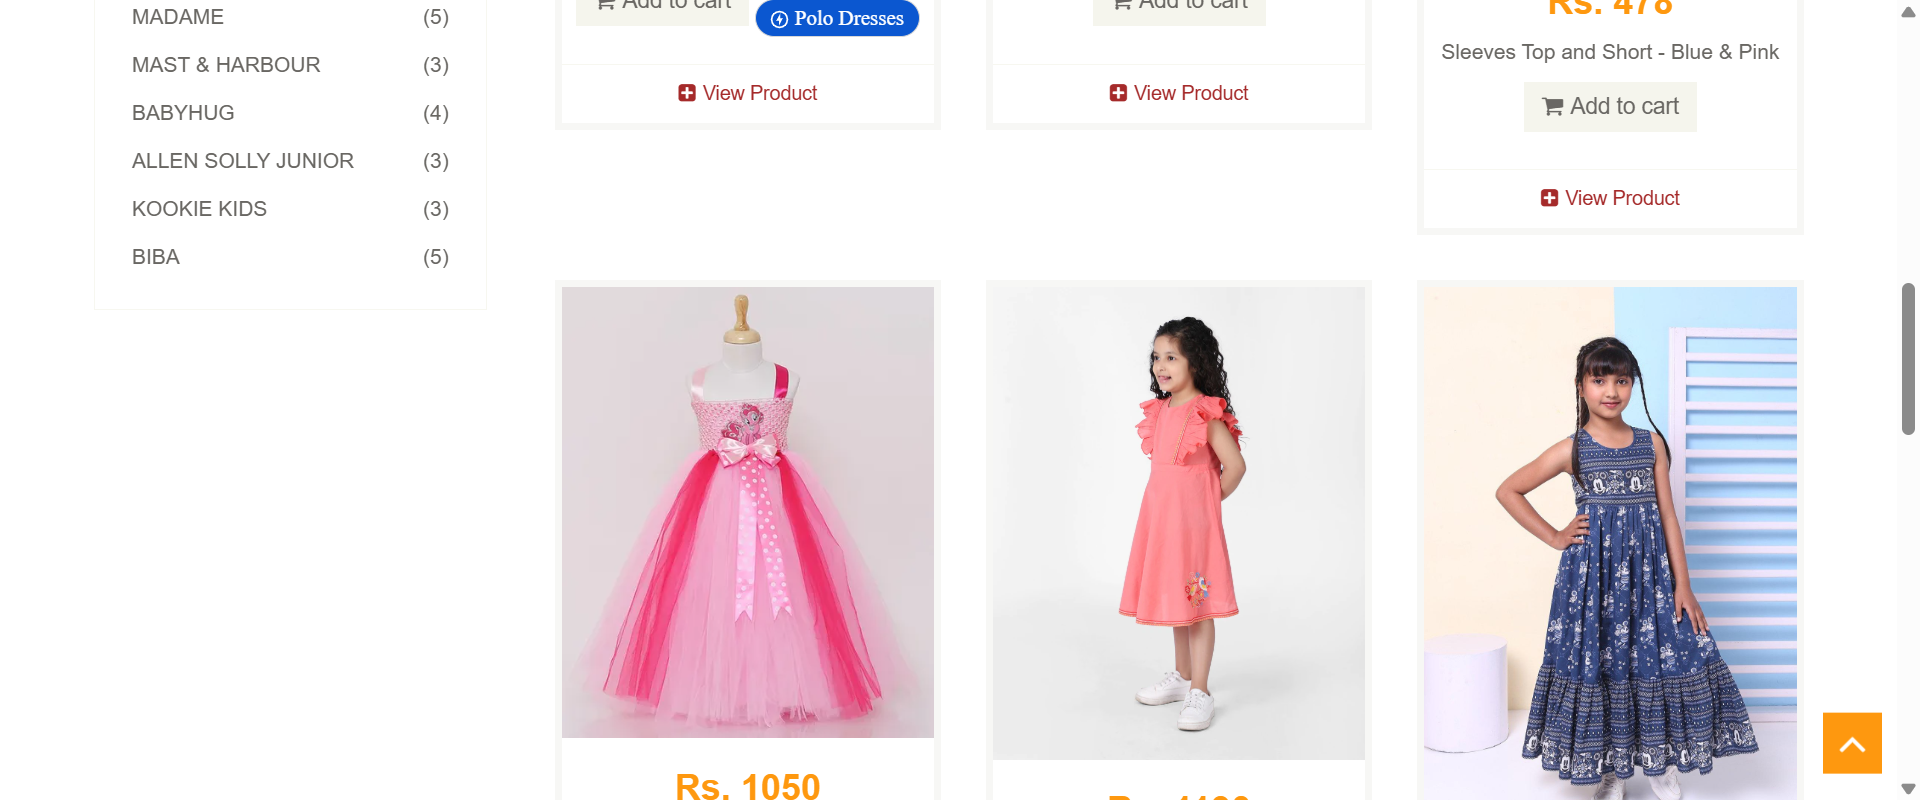 MADAME (5)
MAST & HARBOUR (3)
BABYHUG (4)
ALLEN SOLLY JUNIOR (3)
KOOKIE KIDS (3)
BIBA (5)
Add to cart
Polo Dresses
View Product
Add to cart
View Product
Rs. 478
Sleeves Top and Short - Blue & Pink
Add to cart
View Product
Rs. 1050
Rs.